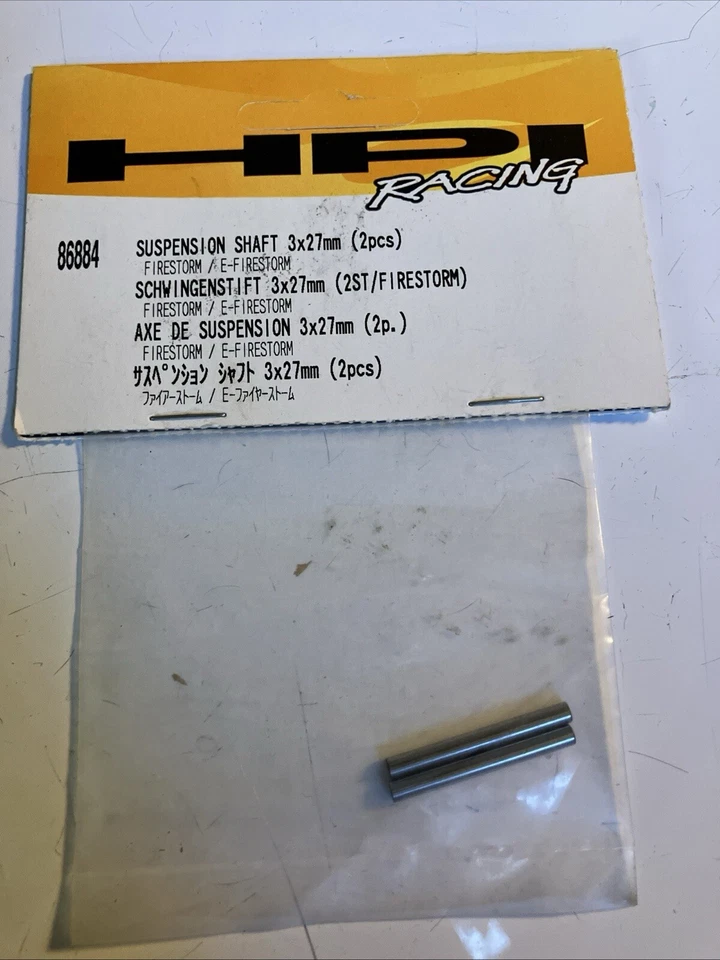 HPI
RACING
86884 SUSPENSION SHAFT 3x27mm (2pcs)
FIRESTORM / E-FIRESTORM
SCHWINGENSTIFT 3x27mm (2ST/FIRESTORM)
FIRESTORM / E-FIRESTORM
AXE DE SUSPENSION 3x27mm (2p.)
FIRESTORM / E-FIRESTORM
サスペンション シャフト 3x27mm (2pcs)
ファイアーストーム / E-ファイヤーストーム